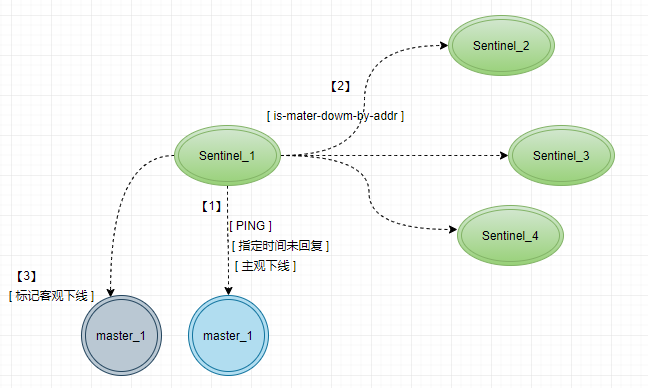 Sentinel_2
【2】
[ is-mater-dowm-by-addr ]
Sentinel_1
Sentinel_3
【1】
[ PING ]
[ 指定时间未回复 ]
[ 主观下线 ]
Sentinel_4
【3】
[ 标记客观下线 ]
master_1
master_1